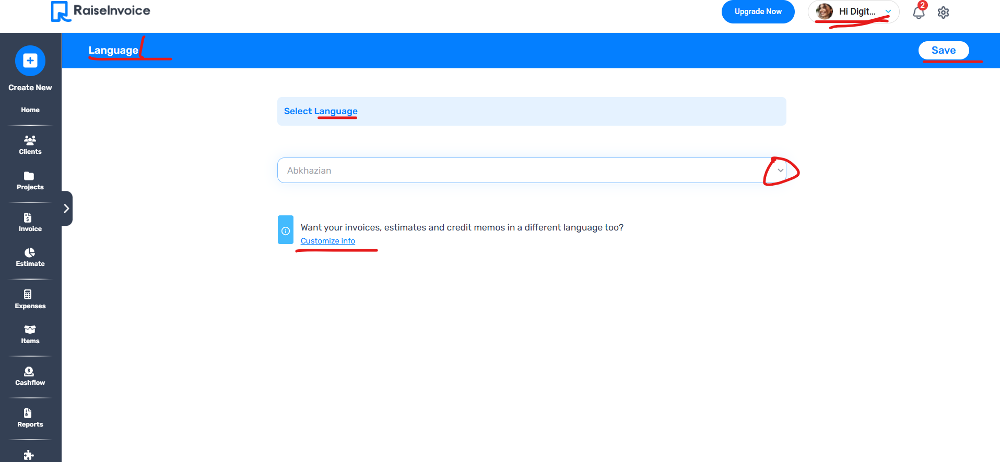 RaiseInvoice
Upgrade Now
Hi Digit...
2
Language
Save
Create New
Home
Clients
Projects
Invoice
Estimate
Expenses
Items
Cashflow
Reports
Select Language
Abkhazian
Want your invoices, estimates and credit memos in a different language too?
Customize info